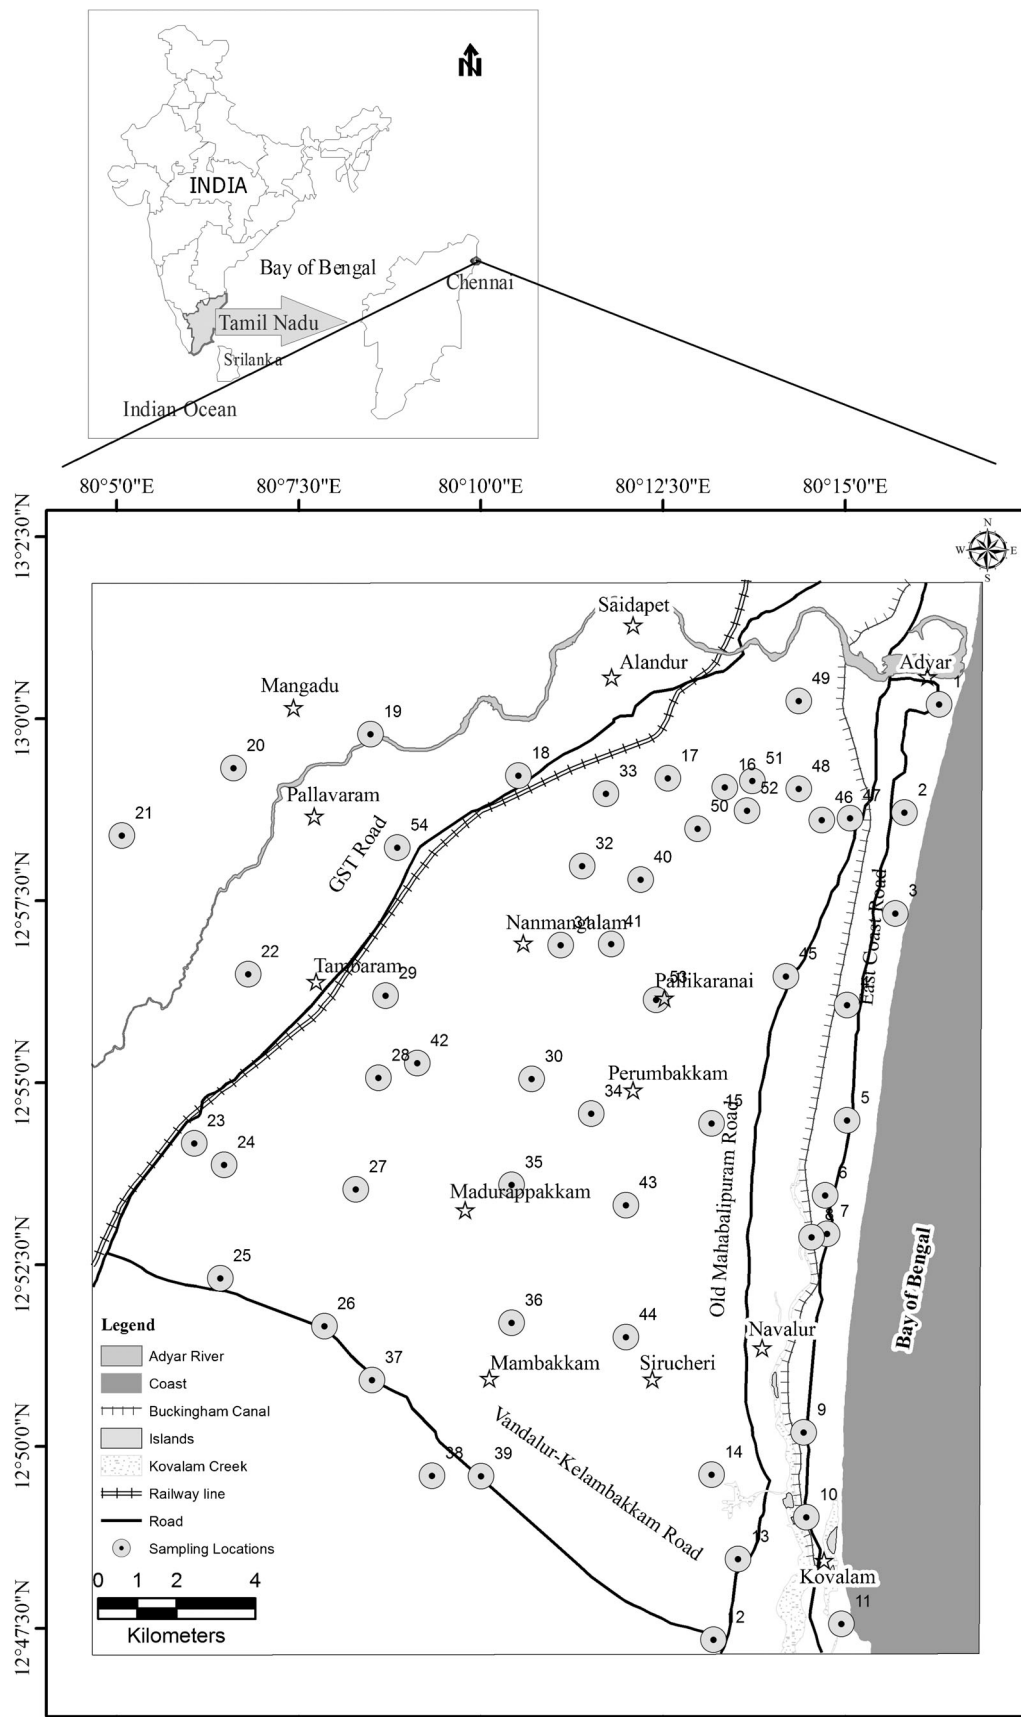 N
INDIA
Bay of Bengal
Chennai
Tamil Nadu
Srilanka
Indian Ocean
80°5'0"E
80°7'30"E
80°10'0"E
80°12'30"E
80°15'0"E
13°2'30"N
13°0'0"N
12°57'30"N
12°55'0"N
12°52'30"N
12°50'0"N
12°47'30"N
N
W
E
S
Saidapet
Alandur
Adyar
1
Mangadu
49
19
20
18
17
16
51
48
33
52
50
46
47
2
Pallavaram
21
54
GST Road
32
40
3
East Coast Road
Nanmangalam
31
41
22
Tambaram
29
53
Pallikaranai
45
28
42
30
Perumbakkam
34
15
5
23
24
27
35
Madurappakkam
43
6
7
8
Old Mahabalipuram Road
Bay of Bengal
25
26
36
44
Navalur
Mambakkam
Sirucheri
37
9
Vandalur-Kelambakkam Road
38
39
14
10
13
Kovalam
11
2
Legend
Adyar River
Coast
Buckingham Canal
Islands
Kovalam Creek
Railway line
Road
Sampling Locations
0 1 2 4
Kilometers